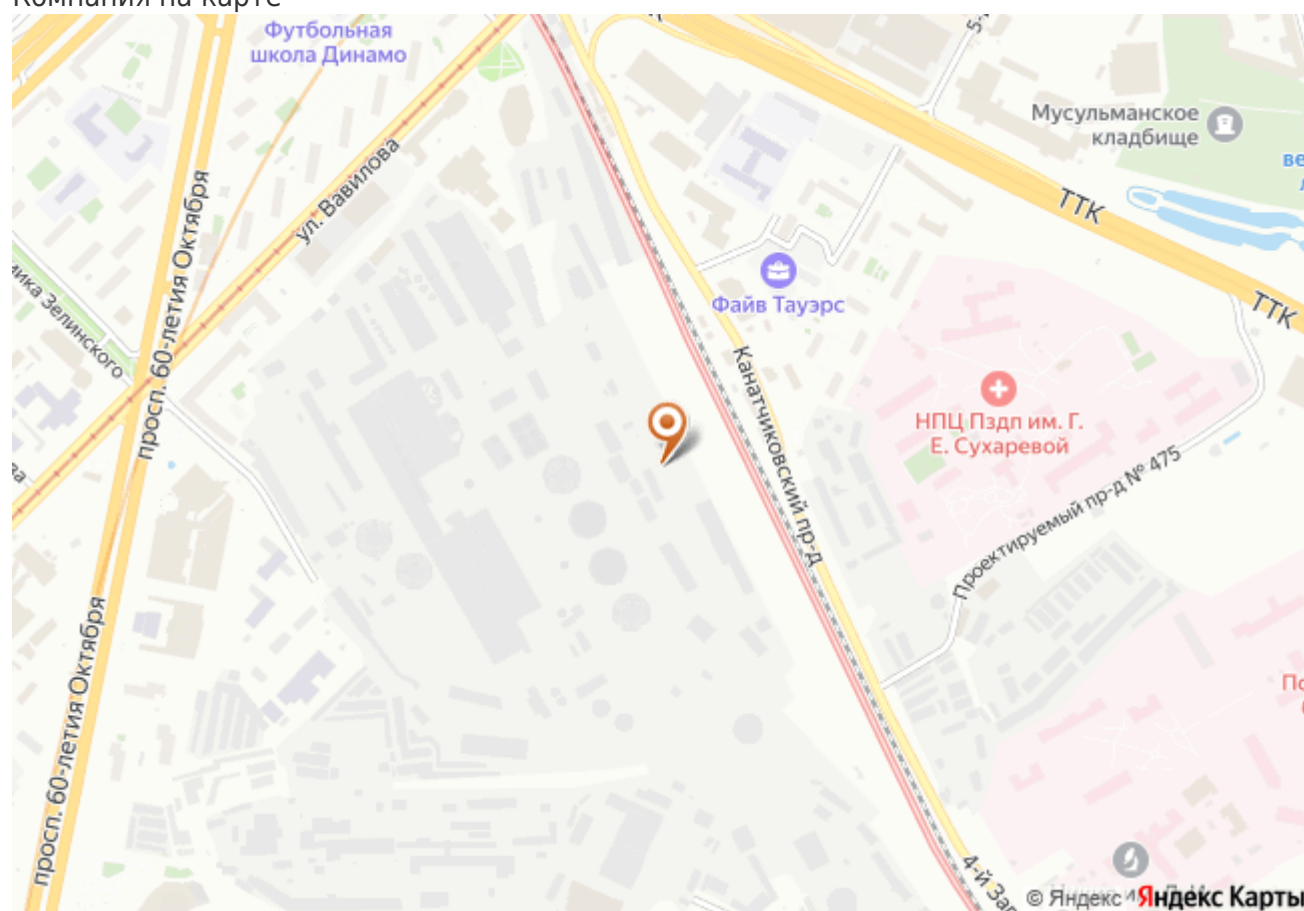 Компания на карте
Футбольная
школа Динамо
ул. Вавилова
просп. 60-летия Октября
Мусульманское
кладбище
ТТК
ТТК
Файв Тауэрс
Канатчиковский пр-д
НПЦ Пздп им. Г.
Е. Сухаревой
Проектируемый пр-д № 475
просп. 60-летия Октября
4-й
© Яндекс Яндекс Карты